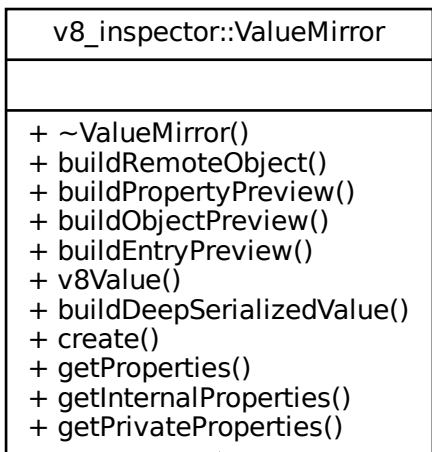 v8_inspector::ValueMirror
+ ~ValueMirror()
+ buildRemoteObject()
+ buildPropertyPreview()
+ buildObjectPreview()
+ buildEntryPreview()
+ v8Value()
+ buildDeepSerializedValue()
+ create()
+ getProperties()
+ getInternalProperties()
+ getPrivateProperties()